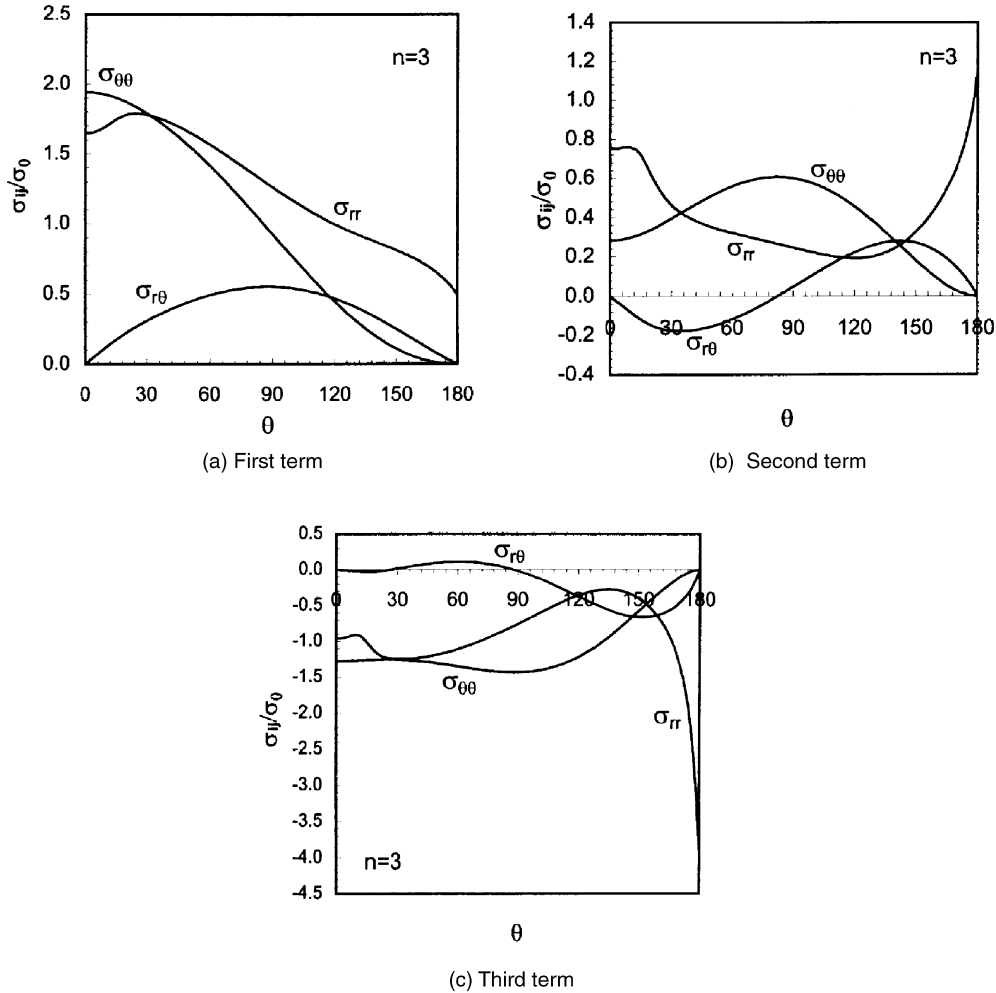 2.5
n=3
σθθ
2.0
1.5
σij/σ0
σrr
1.0
σrθ
0.5
0.0
0 30 60 90 120 150 180
θ
(a) First term
1.4
n=3
1.2
1.0
0.8
σθθ
0.6
σij/σ0
0.4
σrr
0.2
0.0
0 30 60 90 120 150 180
-0.2
σrθ
-0.4
θ
(b) Second term
0.5
σrθ
0.0
0 30 60 90 120 150 180
-0.5
-1.0
-1.5
σθθ
-2.0
σij/σ0
σrr
-2.5
-3.0
-3.5
-4.0
n=3
-4.5
θ
(c) Third term